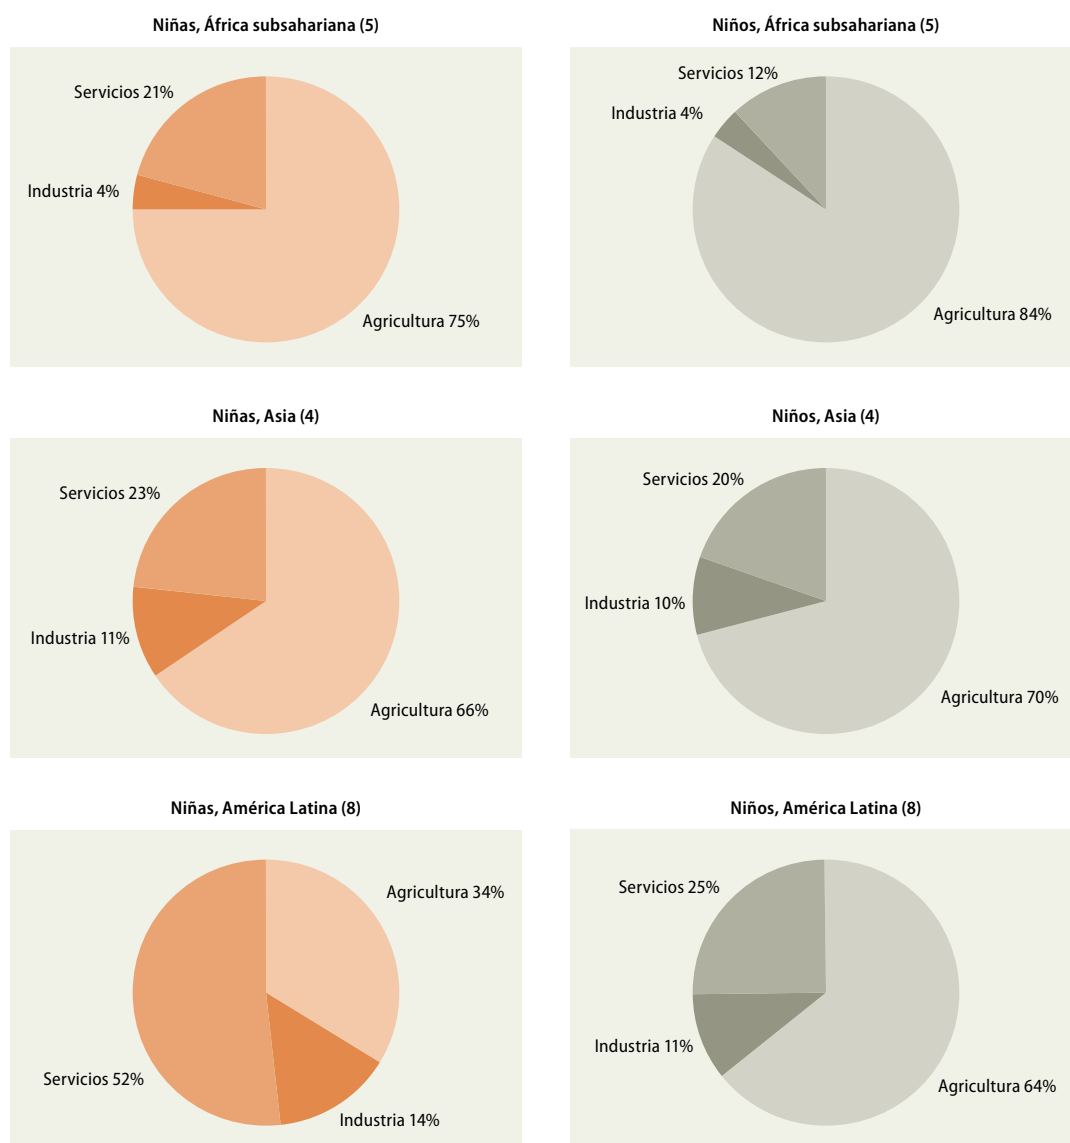 Niñas, África subsahariana (5)
Servicios 21%
Industria 4%
Agricultura 75%
Niños, África subsahariana (5)
Servicios 12%
Industria 4%
Agricultura 84%
Niñas, Asia (4)
Servicios 23%
Industria 11%
Agricultura 66%
Niños, Asia (4)
Servicios 20%
Industria 10%
Agricultura 70%
Niñas, América Latina (8)
Agricultura 34%
Servicios 52%
Industria 14%
Niños, América Latina (8)
Servicios 25%
Industria 11%
Agricultura 64%